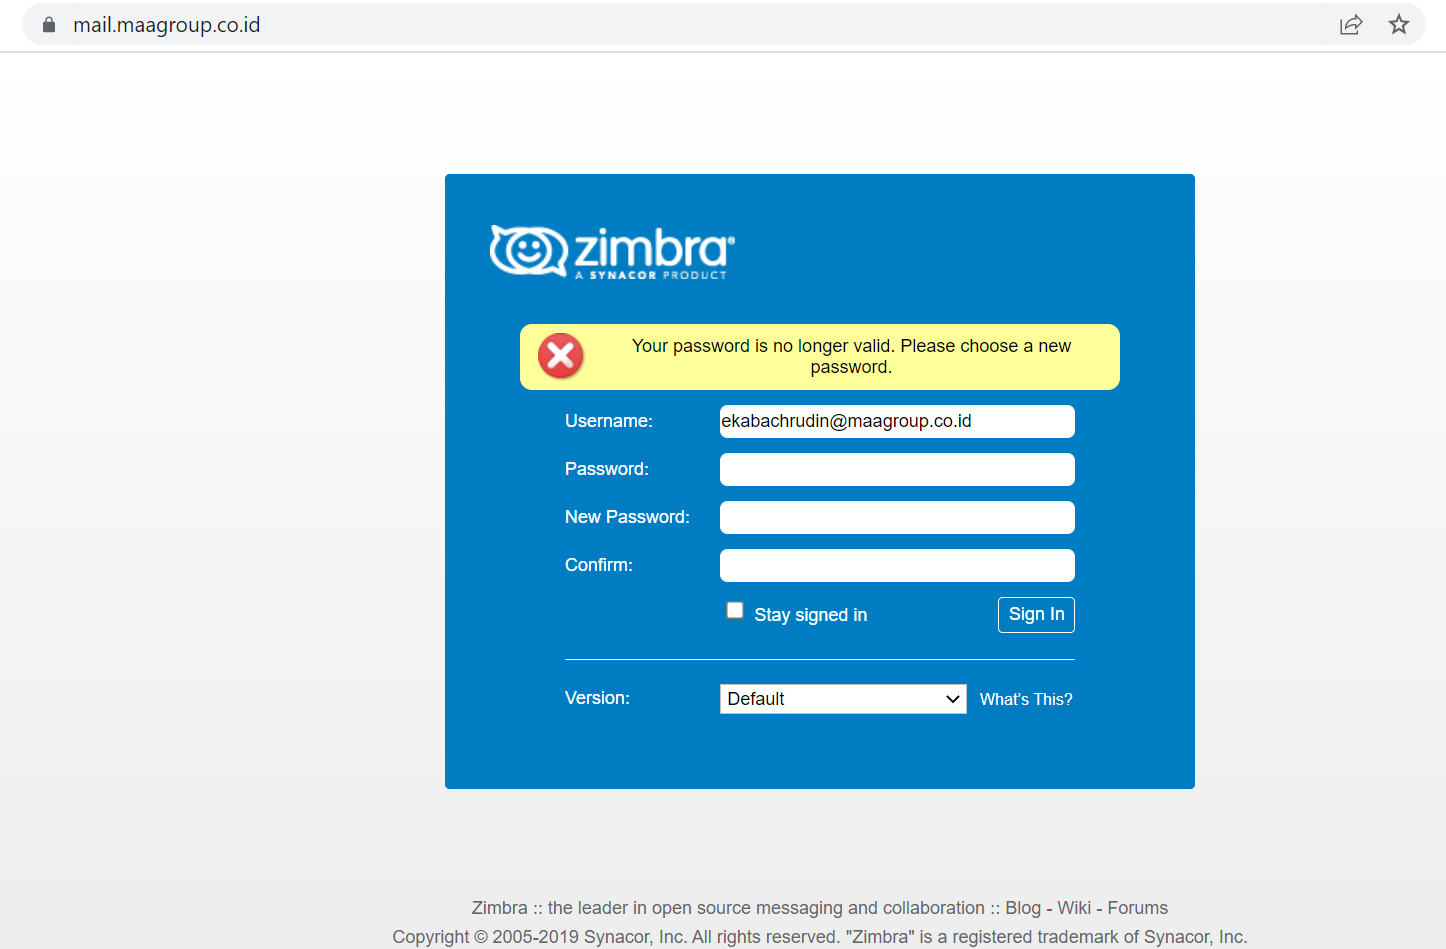 mail.maagroup.co.id
zimbra®
A SYNACOR PRODUCT
Your password is no longer valid. Please choose a new
password.
Username: ekabachrudin@maagroup.co.id
Password:
New Password:
Confirm:
Stay signed in Sign In
Version: Default What's This?
Zimbra :: the leader in open source messaging and collaboration :: Blog - Wiki - Forums
Copyright © 2005-2019 Synacor, Inc. All rights reserved. "Zimbra" is a registered trademark of Synacor, Inc.